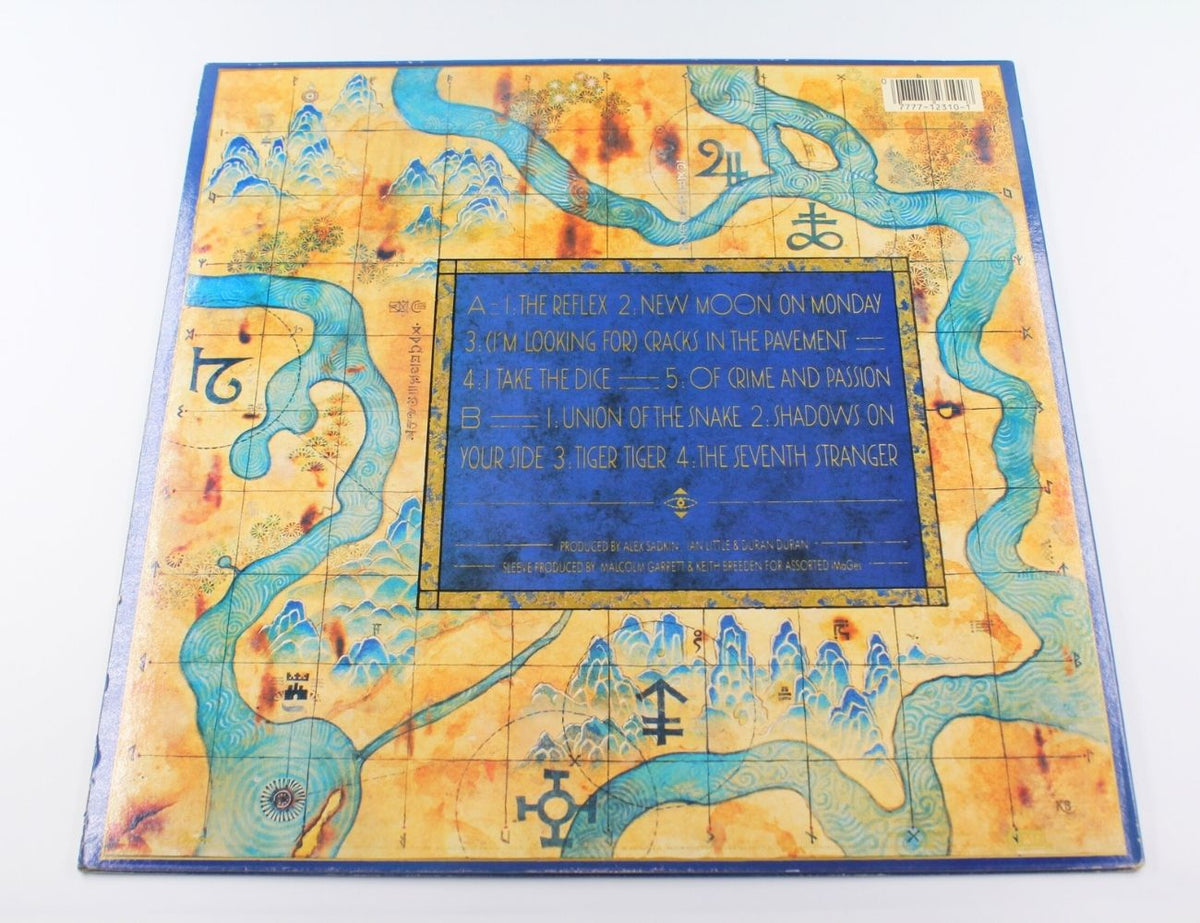 7777-12310-1
A = 1: THE REFLEX 2: NEW MOON ON MONDAY
3: (I'M LOOKING FOR) CRACKS IN THE PAVEMENT
4: I TAKE THE DICE 5: OF CRIME AND PASSION
B 1: UNION OF THE SNAKE 2: SHADOWS ON
YOUR SIDE 3: TIGER TIGER 4: THE SEVENTH STRANGER
PRODUCED BY ALEX SADKIN IAN LITTLE & DURAN DURAN
SLEEVE PRODUCED BY MALCOLM GARRETT & KEITH BREEDEN FOR ASSORTED iMaGes